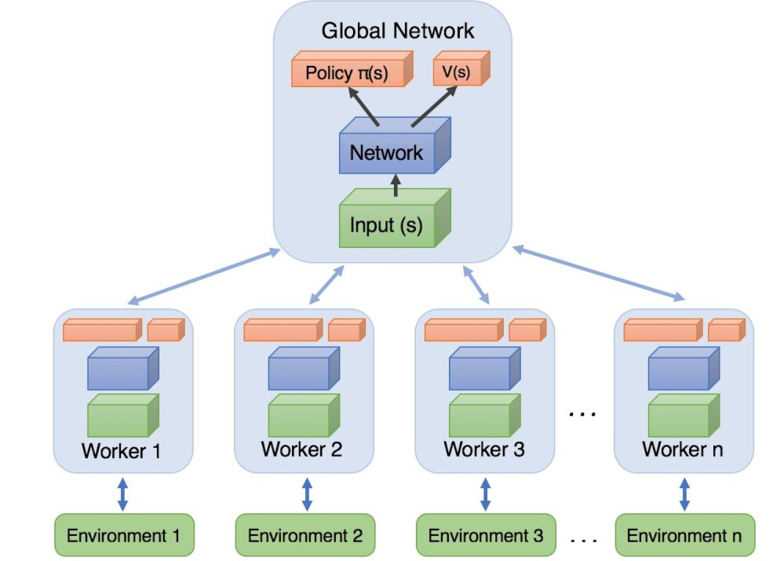 Global Network
Policy π(s)
V(s)
Network
Input (s)
Worker 1
Worker 2
Worker 3
...
Worker n
Environment 1
Environment 2
Environment 3
...
Environment n